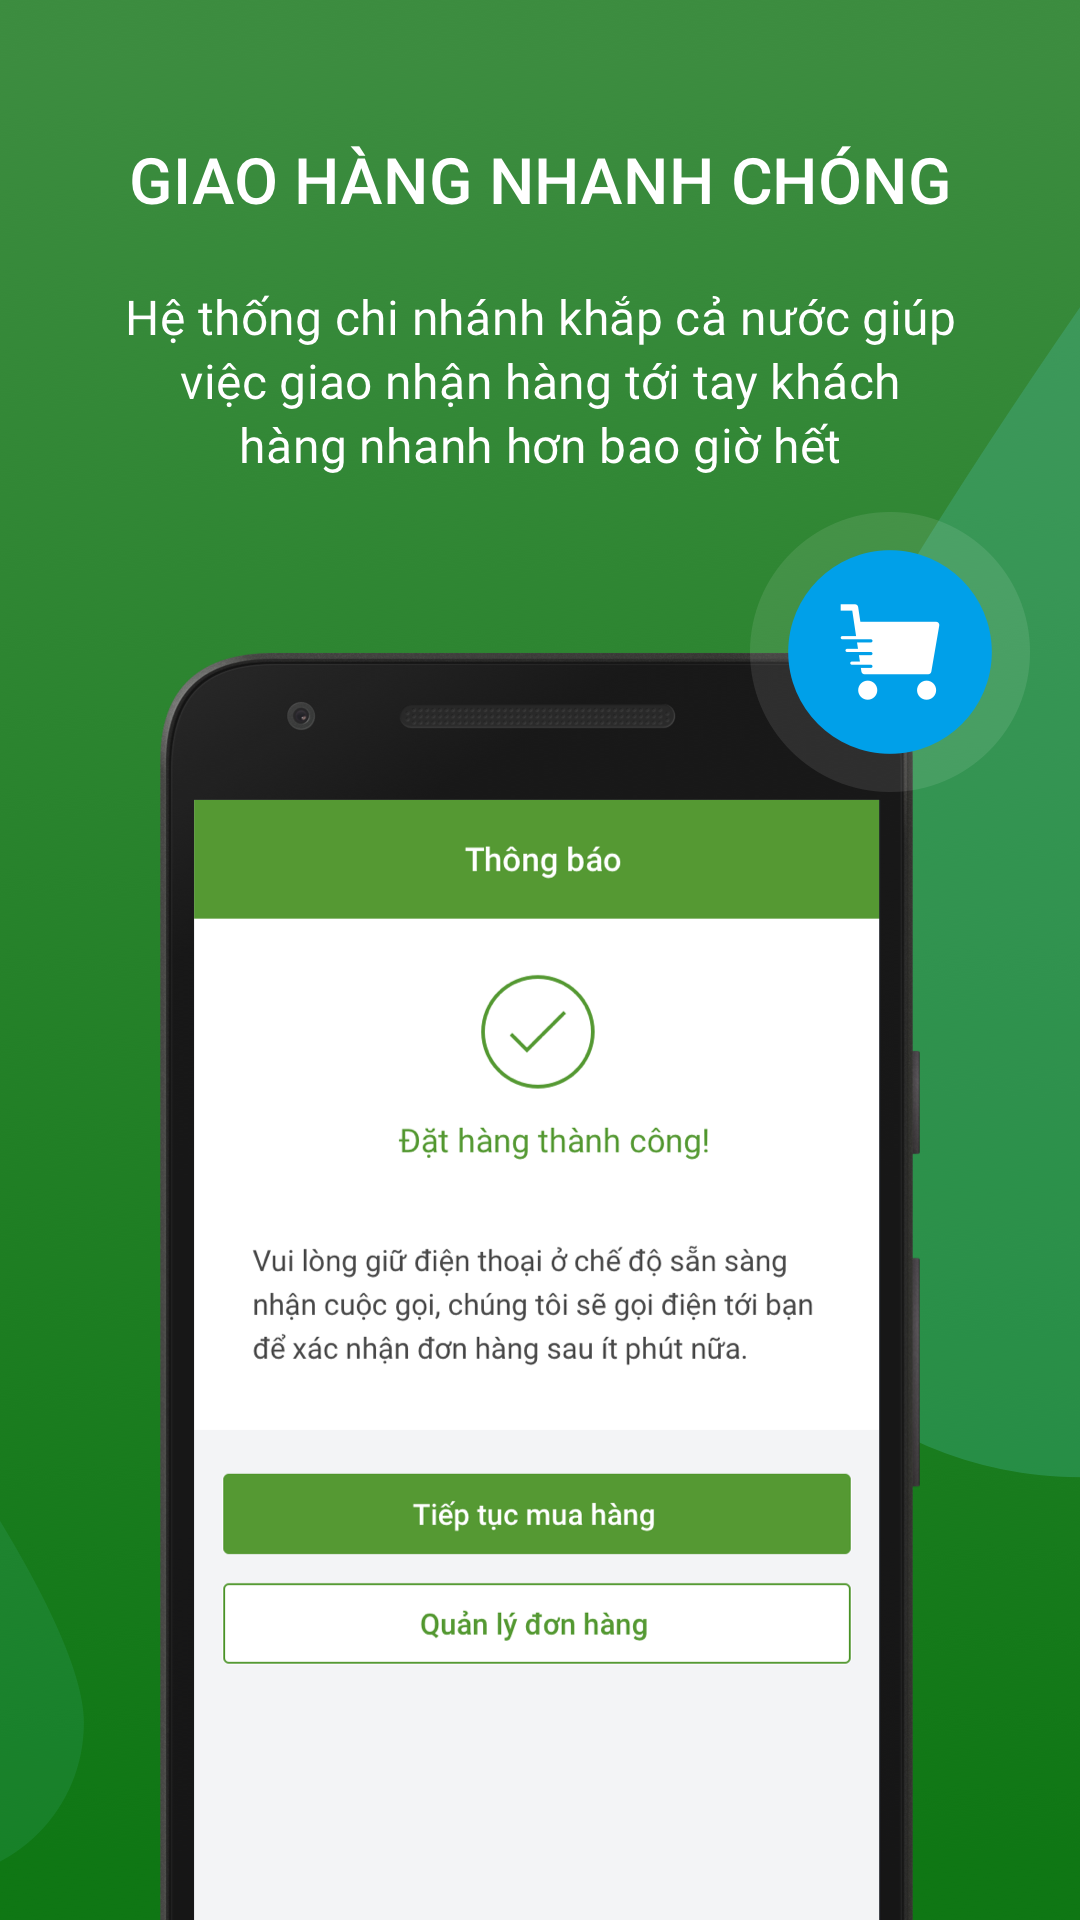 GIAO HÀNG NHANH CHÓNG
Hệ thống chi nhánh khắp cả nước giúp
việc giao nhận hàng tới tay khách
hàng nhanh hơn bao giờ hết
Thông báo
Đặt hàng thành công!
Vui lòng giữ điện thoại ở chế độ sẵn sàng
nhận cuộc gọi, chúng tôi sẽ gọi điện tới bạn
để xác nhận đơn hàng sau ít phút nữa.
Tiếp tục mua hàng
Quản lý đơn hàng